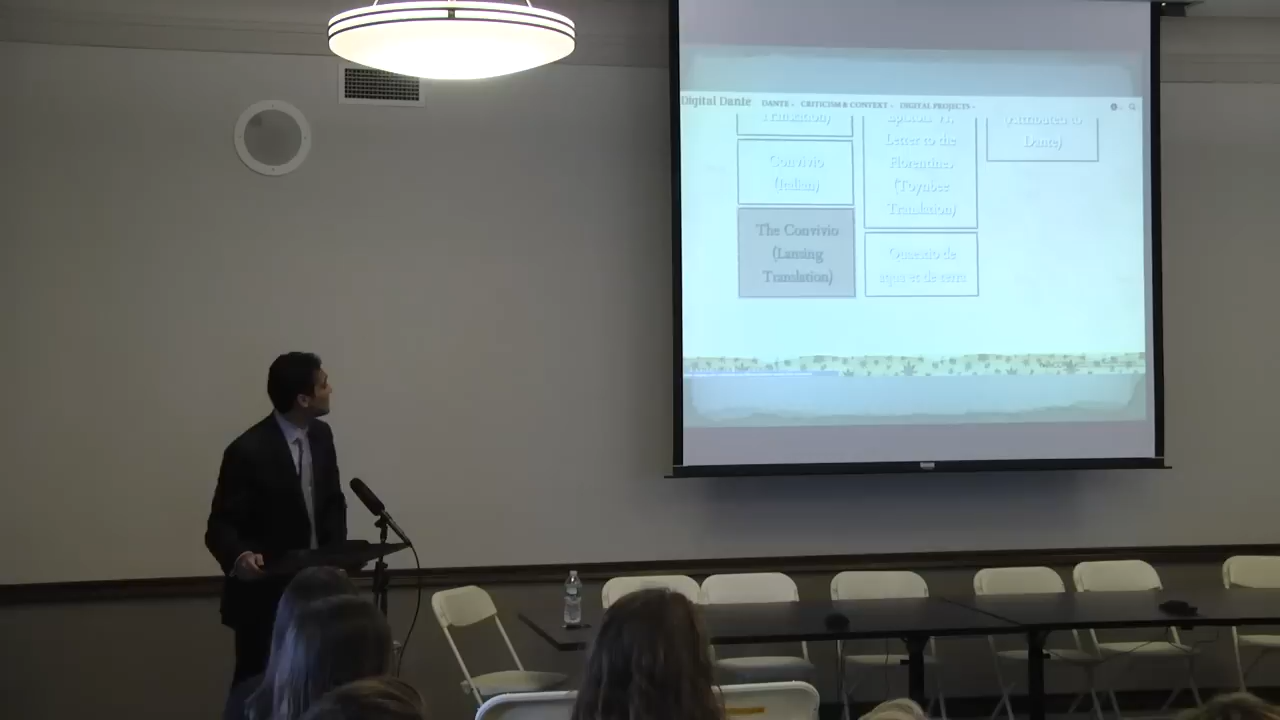 Digital Dante DANTE CRITICISM & CONTEXT DIGITAL PROJECTS
Translation)
Convivio
(Italian)
The Convivio
(Lansing
Translation)
Letter to the
Florentines
(Toynbee
Translation)
Quaestio de
aqua et de terra
(Attributed to
Dante)